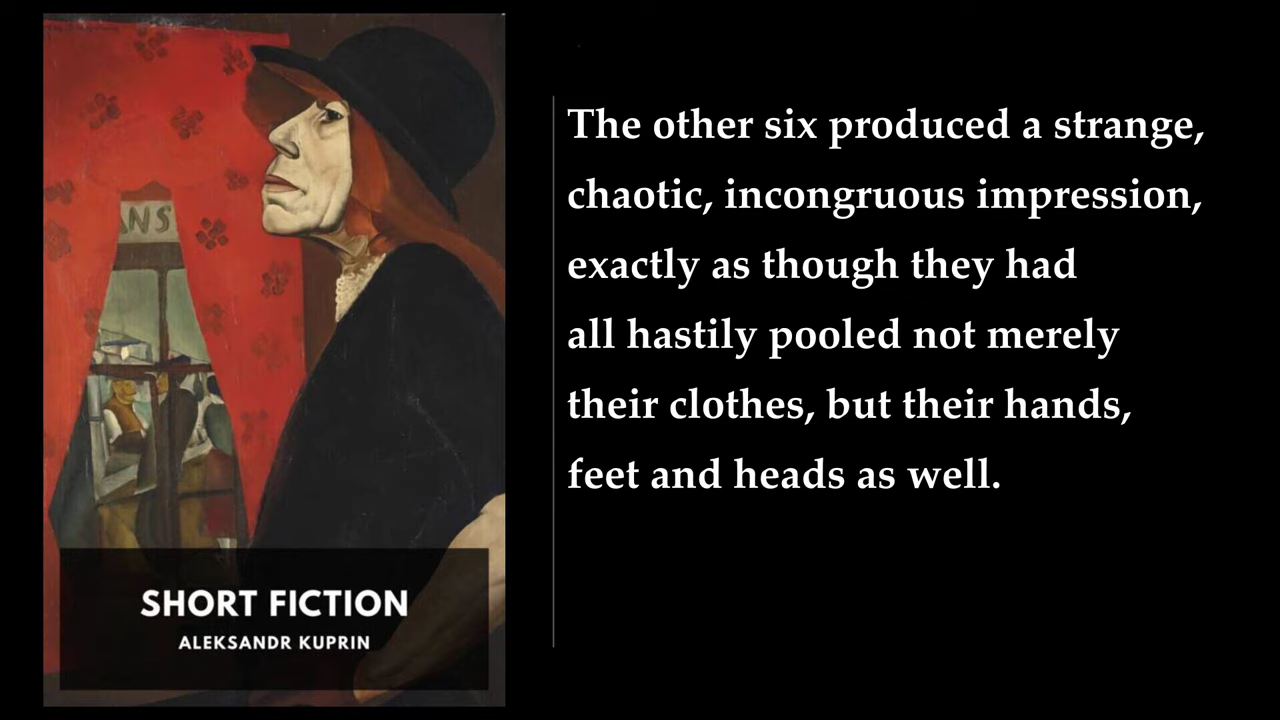 The other six produced a strange,
chaotic, incongruous impression,
exactly as though they had
all hastily pooled not merely
their clothes, but their hands,
feet and heads as well.
ANS
SHORT FICTION
ALEKSANDR KUPRIN